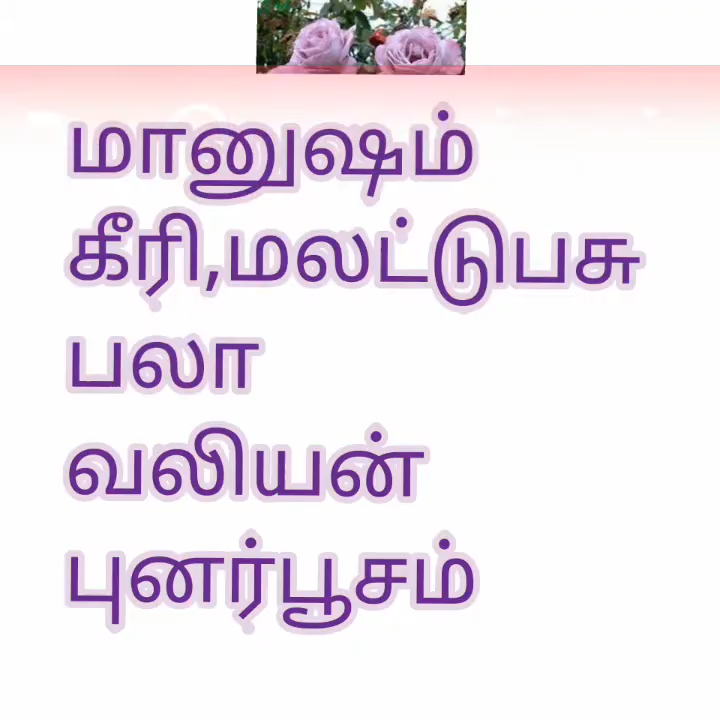 மானுஷம்
கீரி,மலட்டுபசு
பலா
வலியன்
புனர்பூசம்